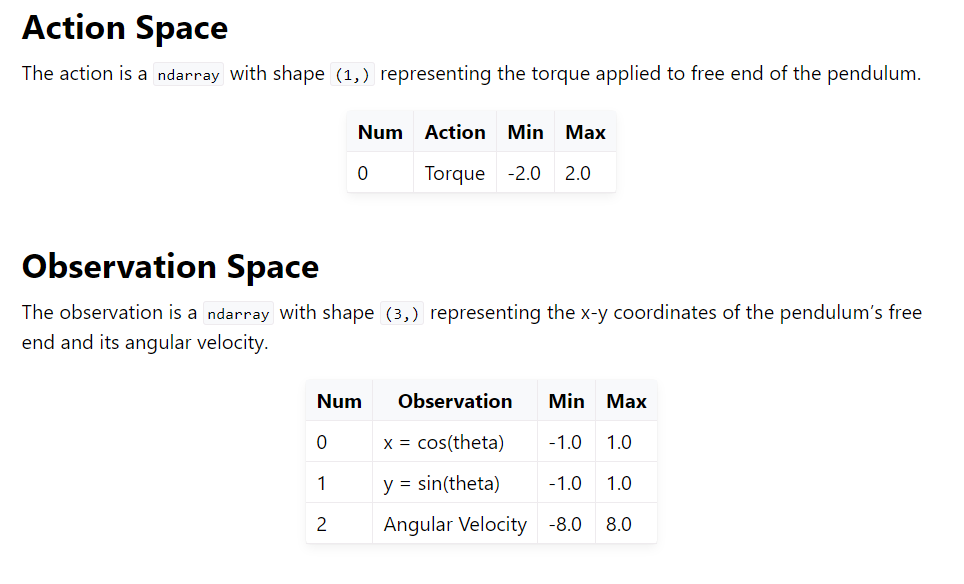 Action Space
The action is a ndarray with shape (1,) representing the torque applied to free end of the pendulum.
Num Action Min Max
0 Torque -2.0 2.0
Observation Space
The observation is a ndarray with shape (3,) representing the x-y coordinates of the pendulum’s free
end and its angular velocity.
Num Observation Min Max
0 x = cos(theta) -1.0 1.0
1 y = sin(theta) -1.0 1.0
2 Angular Velocity -8.0 8.0